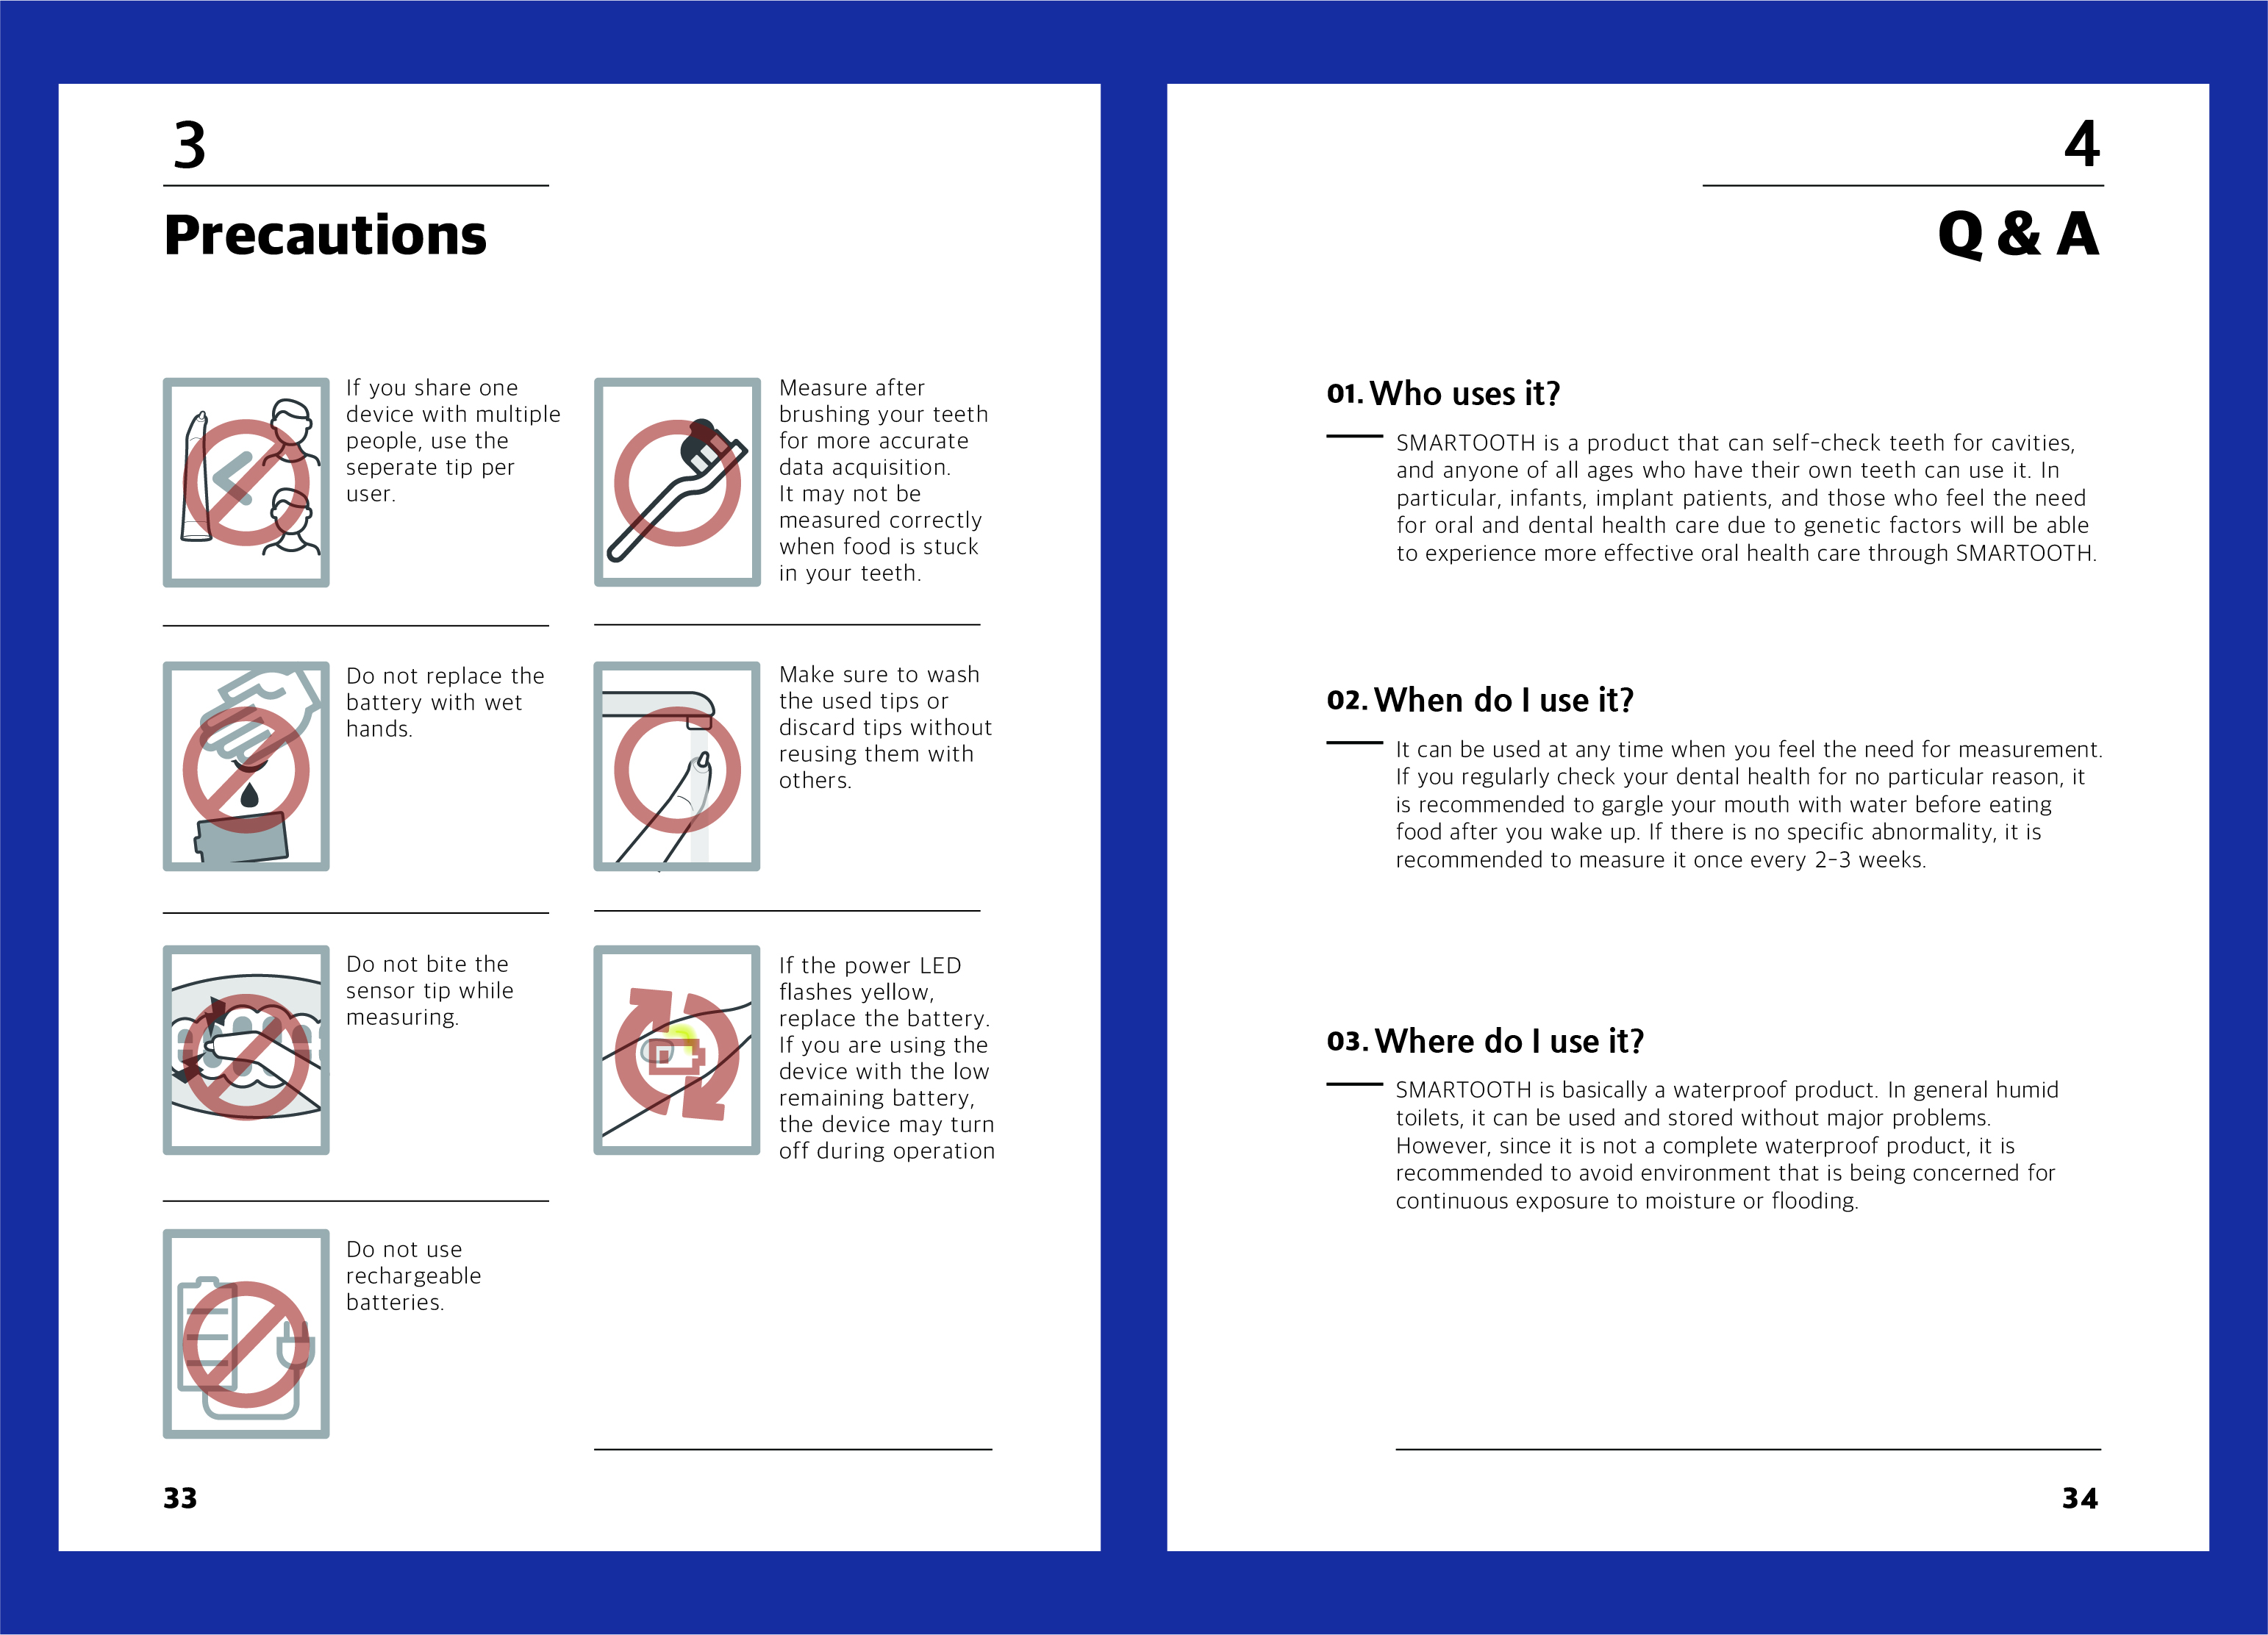 3
Precautions
If you share one
device with multiple
people, use the
seperate tip per
user.
Do not replace the
battery with wet
hands.
Do not bite the
sensor tip while
measuring.
Do not use
rechargeable
batteries.
Measure after
brushing your teeth
for more accurate
data acquisition.
It may not be
measured correctly
when food is stuck
in your teeth.
Make sure to wash
the used tips or
discard tips without
reusing them with
others.
If the power LED
flashes yellow,
replace the battery.
If you are using the
device with the low
remaining battery,
the device may turn
off during operation
33
4
Q & A
01. Who uses it?
SMARTOOTH is a product that can self-check teeth for cavities,
and anyone of all ages who have their own teeth can use it. In
particular, infants, implant patients, and those who feel the need
for oral and dental health care due to genetic factors will be able
to experience more effective oral health care through SMARTOOTH.
02. When do I use it?
It can be used at any time when you feel the need for measurement.
If you regularly check your dental health for no particular reason, it
is recommended to gargle your mouth with water before eating
food after you wake up. If there is no specific abnormality, it is
recommended to measure it once every 2-3 weeks.
03. Where do I use it?
SMARTOOTH is basically a waterproof product. In general humid
toilets, it can be used and stored without major problems.
However, since it is not a complete waterproof product, it is
recommended to avoid environment that is being concerned for
continuous exposure to moisture or flooding.
34